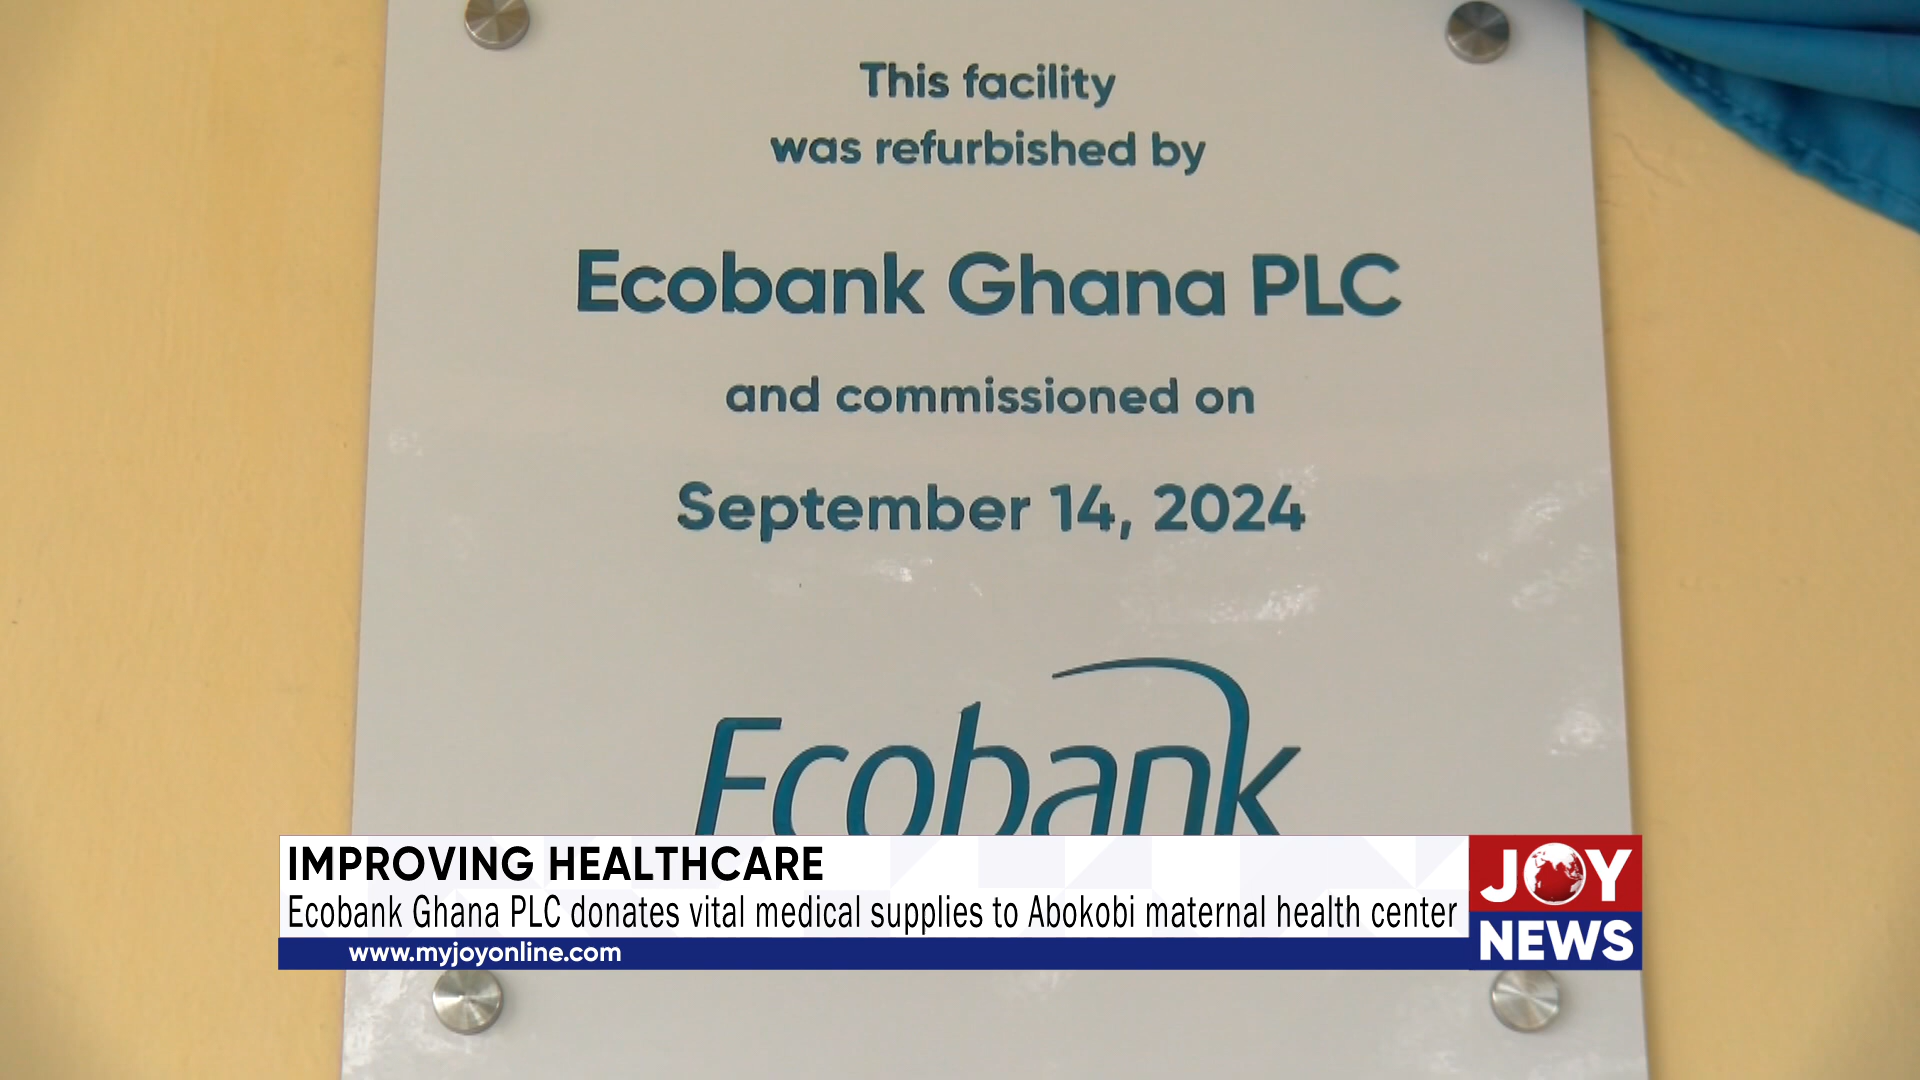 This facility
was refurbished by
Ecobank Ghana PLC
and commissioned on
September 14, 2024
Ecobank
IMPROVING HEALTHCARE
Ecobank Ghana PLC donates vital medical supplies to Abokobi maternal health center
www.myjoyonline.com
JOY
NEWS